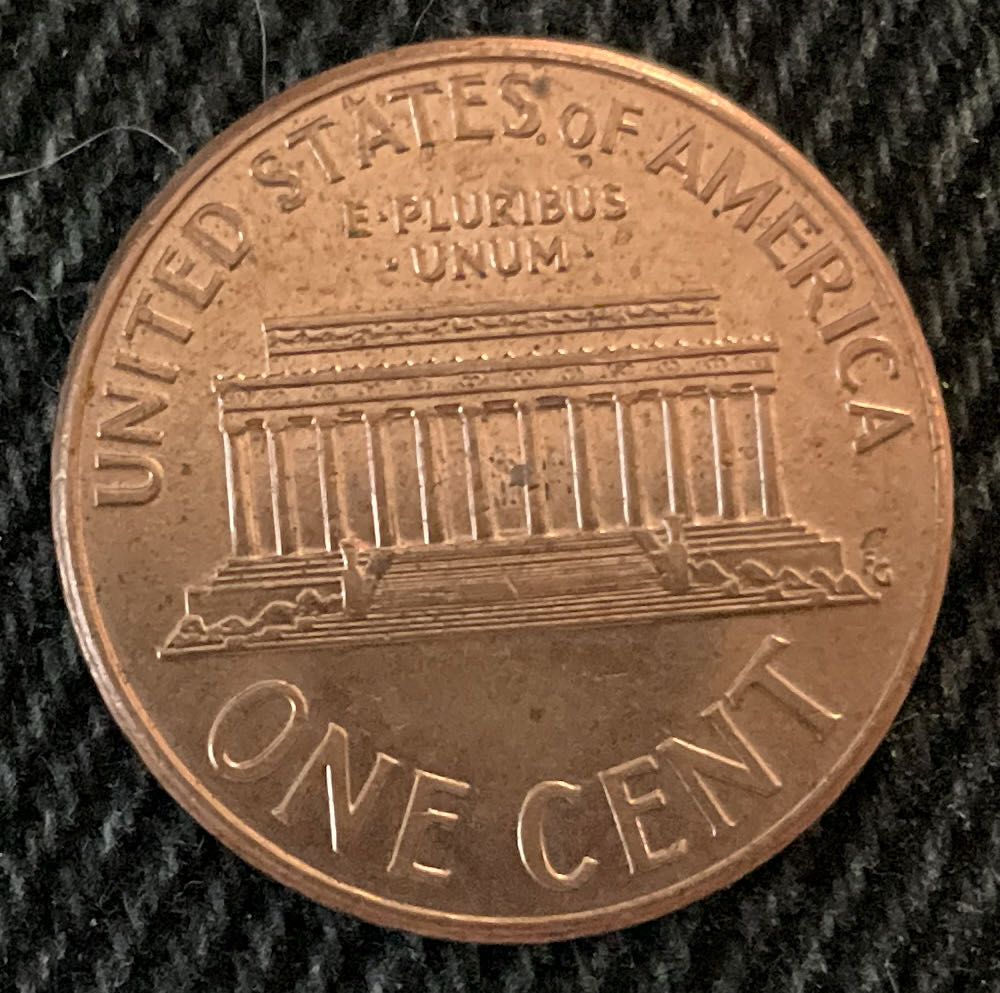 UNITED STATES OF AMERICA
E·PLURIBUS
·UNUM·
FG
ONE CENT